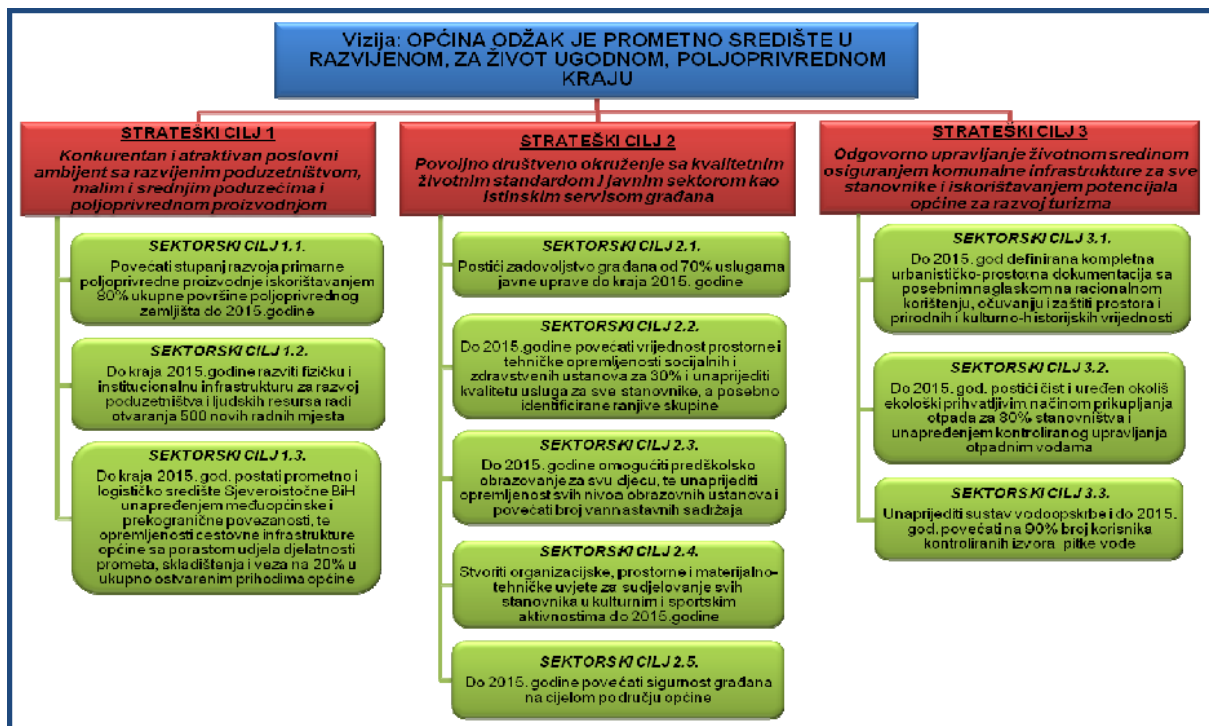 Vizija: OPĆINA ODŽAK JE PROMETNO SREDIŠTE U
RAZVIJENOM, ZA ŽIVOT UGODNOM, POLJOPRIVREDNOM
KRAJU
STRATEŠKI CILJ 1
Konkurentan i atraktivan poslovni
ambijent sa razvijenim poduzetništvom,
malim i srednjim poduzećima i
poljoprivrednom proizvodnjom
SEKTORSKI CILJ 1.1.
Povećati stupanj razvoja primarne
poljoprivredne proizvodnje iskorištavanjem
80% ukupne površine poljoprivrednog
zemljišta do 2015.godine
SEKTORSKI CILJ 1.2.
Do kraja 2015.godine razviti fizičku i
institucionalnu infrastrukturu za razvoj
poduzetništva i ljudskih resursa radi
otvaranja 500 novih radnih mjesta
SEKTORSKI CILJ 1.3.
Do kraja 2015. god. postati prometno i
logističko središte Sjeveroistočne BiH
unapređenjem međuopćinske i
prekogranične povezanosti, te
opremljenosti cestovne infrastrukture
općine sa porastom udjela djelatnosti
prometa, skladištenja i veza na 20% u
ukupno ostvarenim prihodima općine
STRATEŠKI CILJ 2
Povoljno društveno okruženje sa kvalitetnim
životnim standardom i javnim sektorom kao
istinskim servisom građana
SEKTORSKI CILJ 2.1.
Postići zadovoljstvo građana od 70% uslugama
javne uprave do kraja 2015. godine
SEKTORSKI CILJ 2.2.
Do 2015.godine povećati vrijednost prostorne i
tehničke opremljenosti socijalnih i
zdravstvenih ustanova za 30% i unaprijediti
kvalitetu usluga za sve stanovnike, a posebno
identificirane ranjive skupine
SEKTORSKI CILJ 2.3.
Do 2015. godine omogućiti predškolsko
obrazovanje za svu djecu, te unaprijediti
opremljenost svih nivoa obrazovnih ustanova i
povećati broj vannastavnih sadržaja
SEKTORSKI CILJ 2.4.
Stvoriti organizacijske, prostorne i materijalno-
tehničke uvjete za sudjelovanje svih
stanovnika u kulturnim i sportskim
aktivnostima do 2015.godine
SEKTORSKI CILJ 2.5.
Do 2015. godine povećati sigurnost građana
na cijelom području općine
STRATEŠKI CILJ 3
Odgovorno upravljanje životnom sredinom
osiguranjem komunalne infrastrukture za sve
stanovnike i iskorištavanjem potencijala
općine za razvoj turizma
SEKTORSKI CILJ 3.1.
Do 2015. god definirana kompletna
urbanističko-prostorna dokumentacija sa
posebnimnaglaskom na racionalnom
korištenju, očuvanju i zaštiti prostora i
prirodnih i kulturno-historijskih vrijednosti
SEKTORSKI CILJ 3.2.
Do 2015. god. postići čist i uređen okoliš
ekološki prihvatljivim načinom prikupljanja
otpada za 80% stanovništva i
unapređenjem kontroliranog upravljanja
otpadnim vodama
SEKTORSKI CILJ 3.3.
Unaprijediti sustav vodoopskrbe i do 2015.
god. povećati na 90% broj korisnika
kontroliranih izvora pitke vode